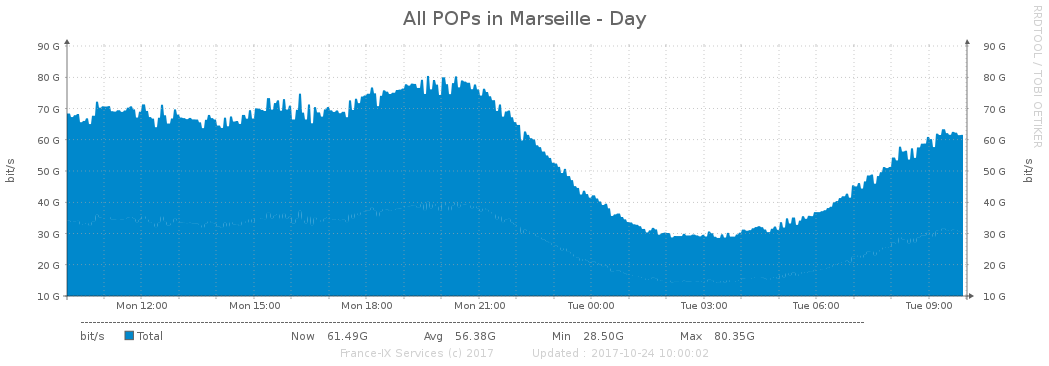 All POPs in Marseille - Day
RRDTOOL / TOBI OETIKER
90 G 90 G
80 G 80 G
70 G 70 G
60 G 60 G
50 G 50 G
40 G 40 G
30 G 30 G
20 G 20 G
10 G 10 G
bit/s
bit/s
Mon 12:00 Mon 15:00 Mon 18:00 Mon 21:00 Tue 00:00 Tue 03:00 Tue 06:00 Tue 09:00
bit/s Total Now 61.49G Avg 56.38G Min 28.50G Max 80.35G
France-IX Services (c) 2017 Updated : 2017-10-24 10:00:02